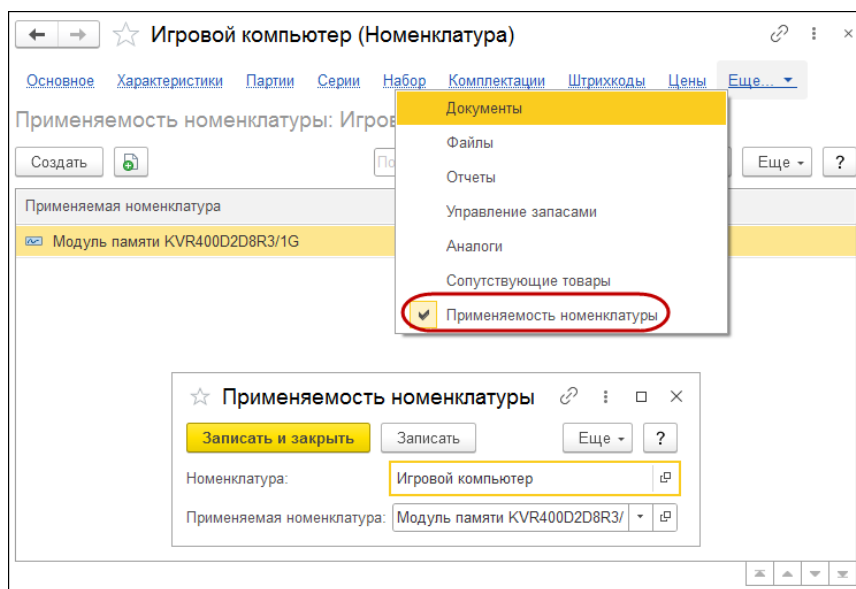 Игровой компьютер (Номенклатура)
Основное Характеристики Партии Серии Набор Комплектации Штрихкоды Цены Еще...
Применяемость номенклатуры: Игров
Документы
Файлы
Отчеты
Управление запасами
Аналоги
Сопутствующие товары
Применяемость номенклатуры
Создать По Еще ?
Применяемая номенклатура
Модуль памяти KVR400D2D8R3/1G
Применяемость номенклатуры
Записать и закрыть Записать Еще ?
Номенклатура: Игровой компьютер
Применяемая номенклатура: Модуль памяти KVR400D2D8R3/